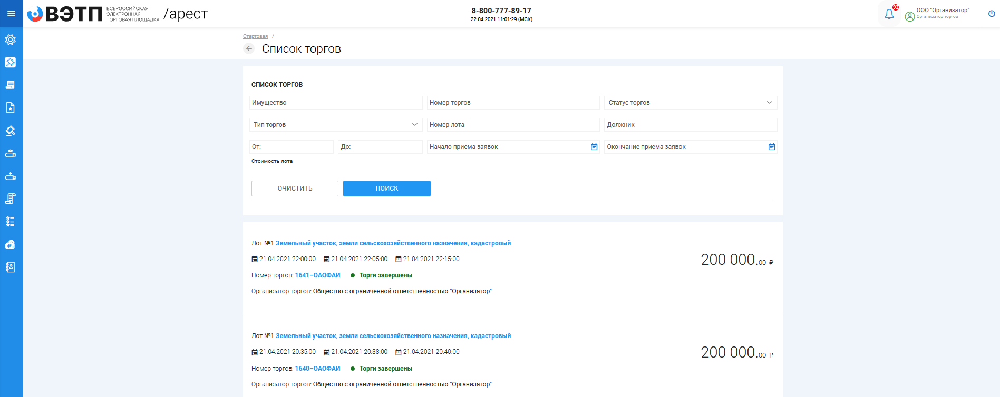 ВЭТП
ВСЕРОССИЙСКАЯ
ЭЛЕКТРОННАЯ
ТОРГОВАЯ ПЛОЩАДКА
/арест
8-800-777-89-17
22.04.2021 11:01:29 (МСК)
93
ООО "Организатор"
Организатор торгов
Стартовая /
Список торгов
СПИСОК ТОРГОВ
Имущество
Номер торгов
Статус торгов
Тип торгов
Номер лота
Должник
От:
До:
Начало приема заявок
Окончание приема заявок
Стоимость лота
ОЧИСТИТЬ
ПОИСК
Лот №1 Земельный участок, земли сельскохозяйственного назначения, кадастровый
21.04.2021 22:00:00 21.04.2021 22:05:00 21.04.2021 22:15:00
200 000.00 ₽
Номер торгов: 1641–ОАОФАИ ● Торги завершены
Организатор торгов: Общество с ограниченной ответственностью "Организатор"
Лот №1 Земельный участок, земли сельскохозяйственного назначения, кадастровый
21.04.2021 20:35:00 21.04.2021 20:38:00 21.04.2021 20:40:00
200 000.00 ₽
Номер торгов: 1640–ОАОФАИ ● Торги завершены
Организатор торгов: Общество с ограниченной ответственностью "Организатор"